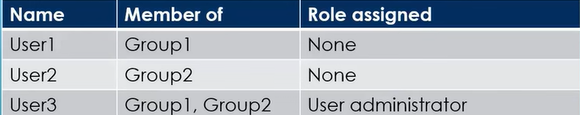 Name Member of Role assigned
User1 Group1 None
User2 Group2 None
User3 Group1, Group2 User administrator